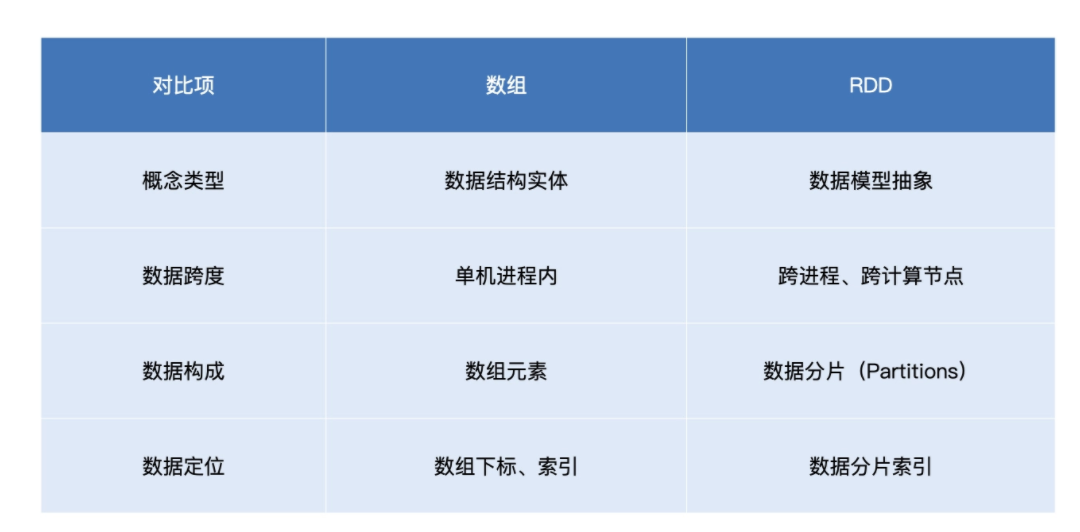 对比项 数组 RDD
概念类型 数据结构实体 数据模型抽象
数据跨度 单机进程内 跨进程、跨计算节点
数据构成 数组元素 数据分片（Partitions）
数据定位 数组下标、索引 数据分片索引